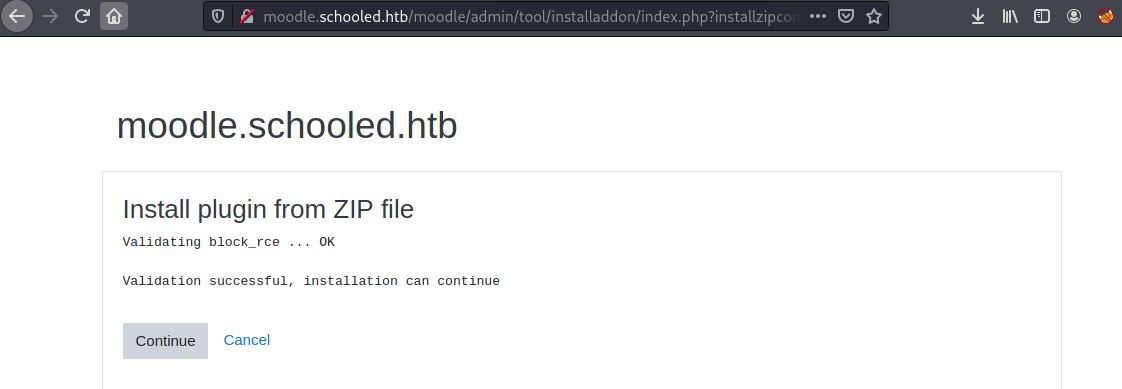 moodle.schooled.htb/moodle/admin/tool/installaddon/index.php?installzipcon
moodle.schooled.htb
Install plugin from ZIP file
Validating block_rce ... OK
Validation successful, installation can continue
Continue Cancel